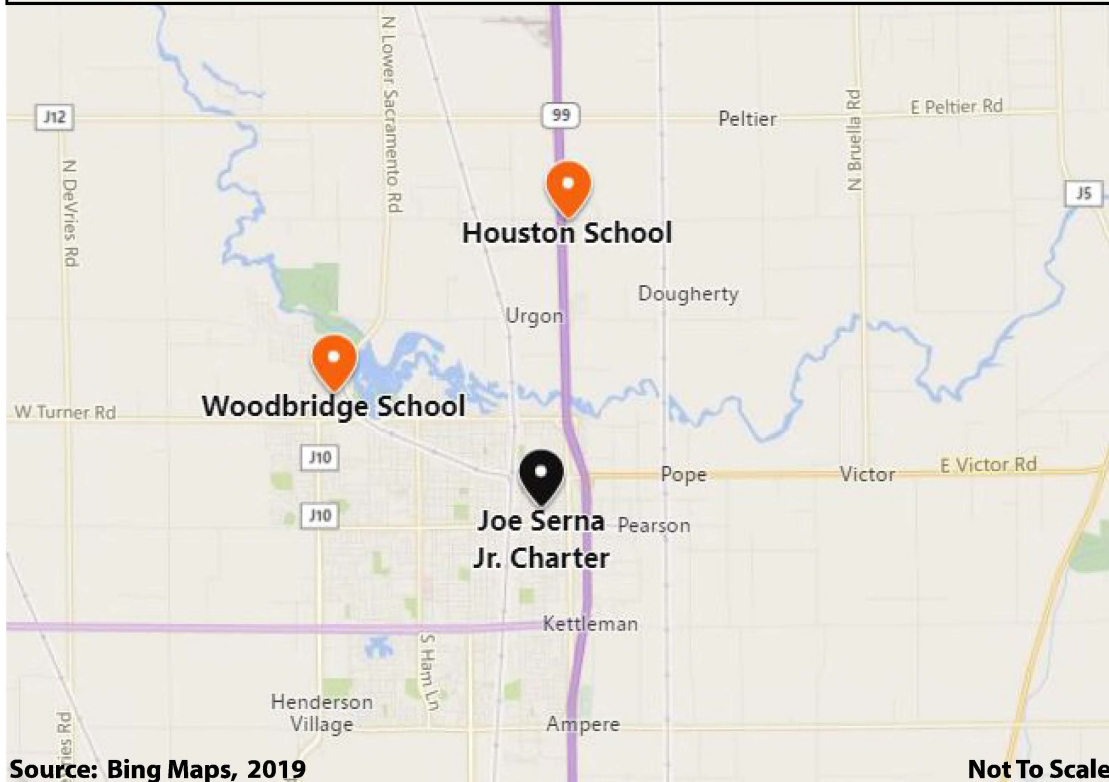 N Lower Sacramento Rd
J12
99
Peltier
E Peltier Rd
N Bruella Rd
N DeVries Rd
J5
Houston School
Dougherty
Urgon
Woodbridge School
W Turner Rd
J10
Pope
Victor
E Victor Rd
J10
Joe Serna
Jr. Charter
Pearson
Kettleman
S Ham Ln
Henderson
Village
Ampere
ries Rd
Source: Bing Maps, 2019
Not To Scale